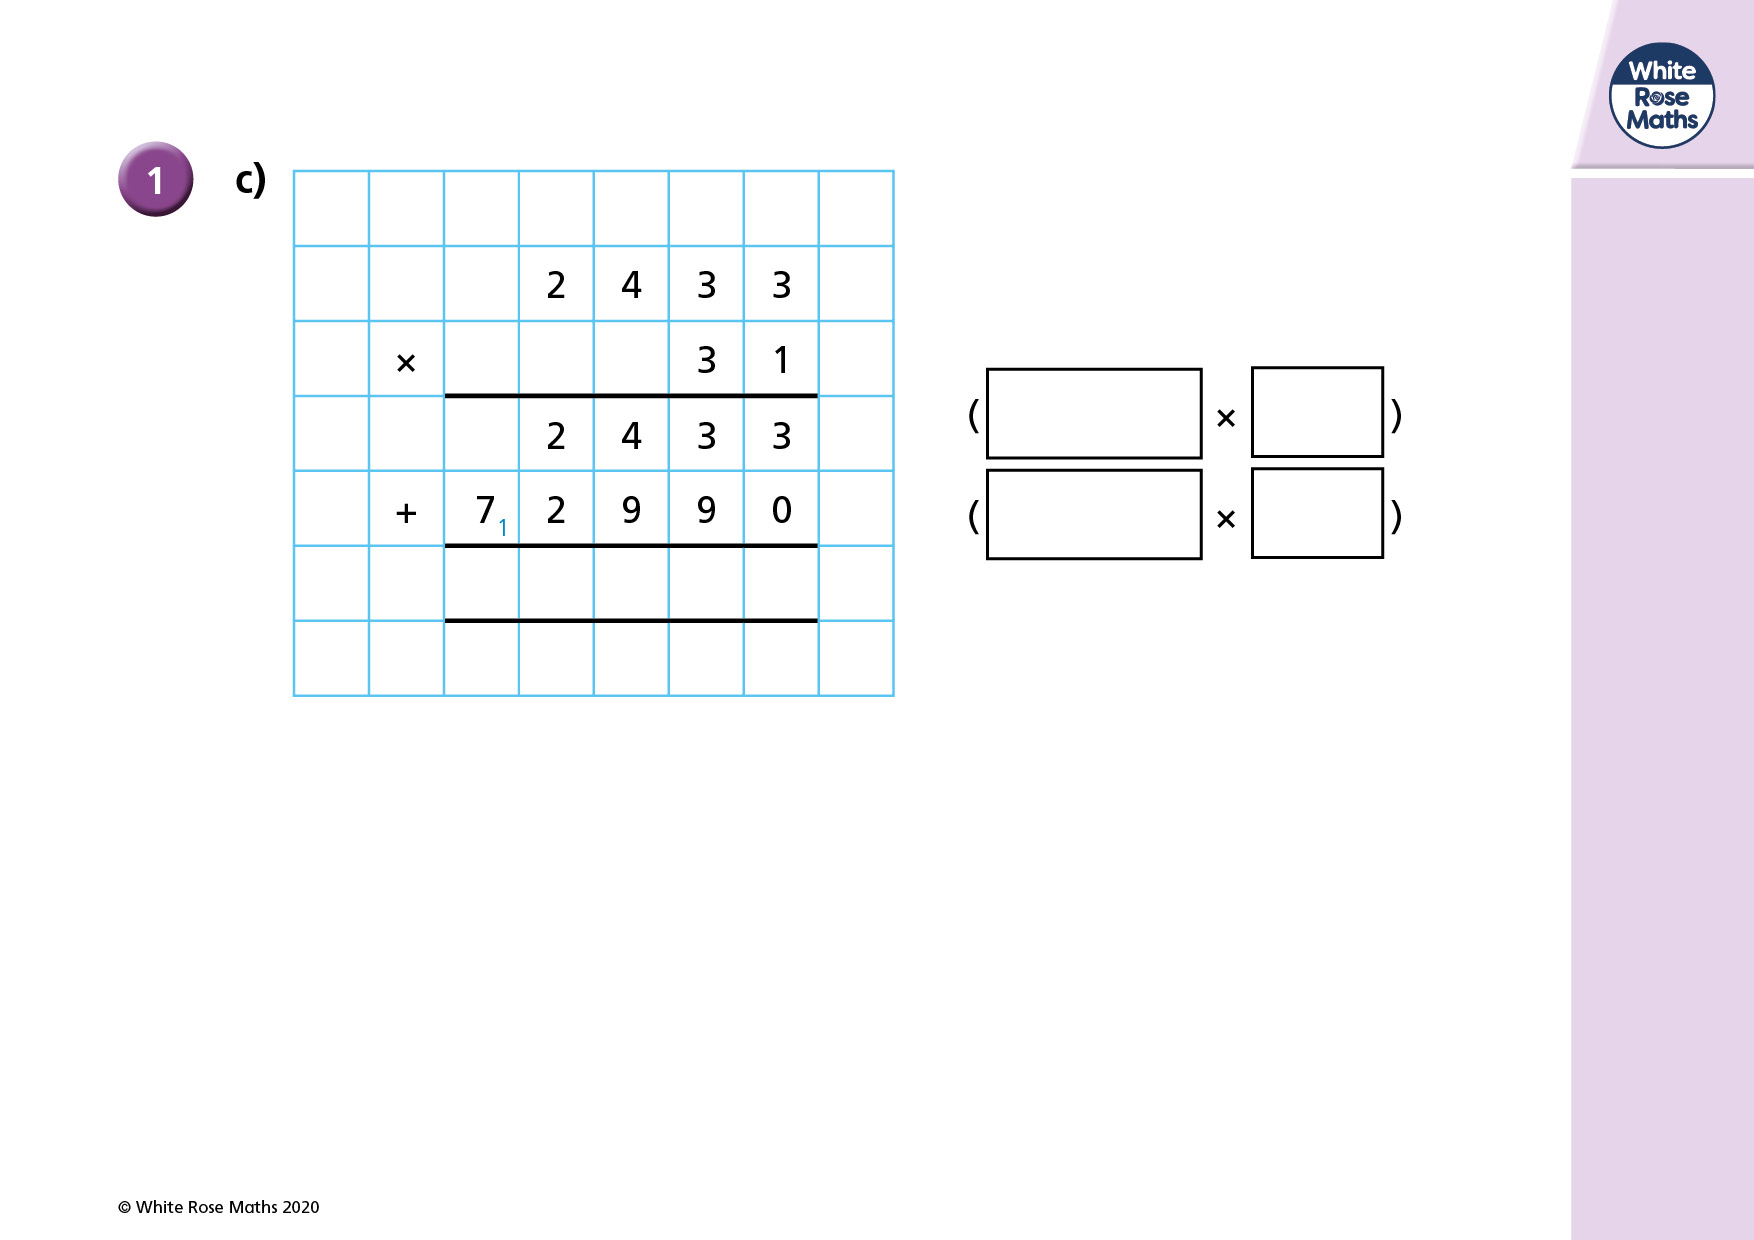 White
Rose
Maths
1 c)
2 4 3 3
× 3 1
2 4 3 3
+ 7 1 2 9 9 0
( × )
( × )
© White Rose Maths 2020